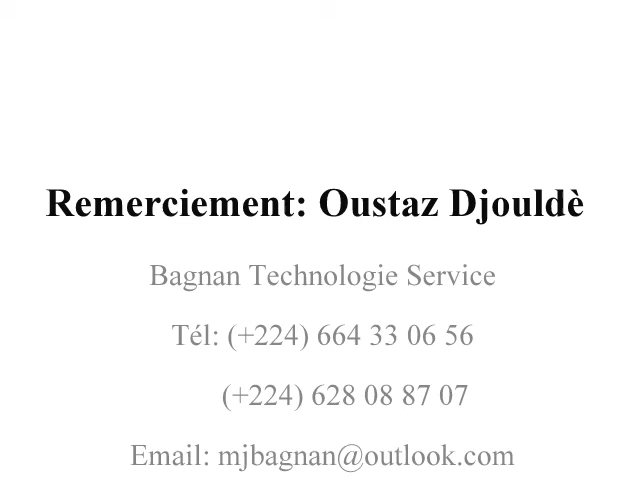 Remerciement: Oustaz Djouldè
Bagnan Technologie Service
Tél: (+224) 664 33 06 56
(+224) 628 08 87 07
Email: mjbagnan@outlook.com